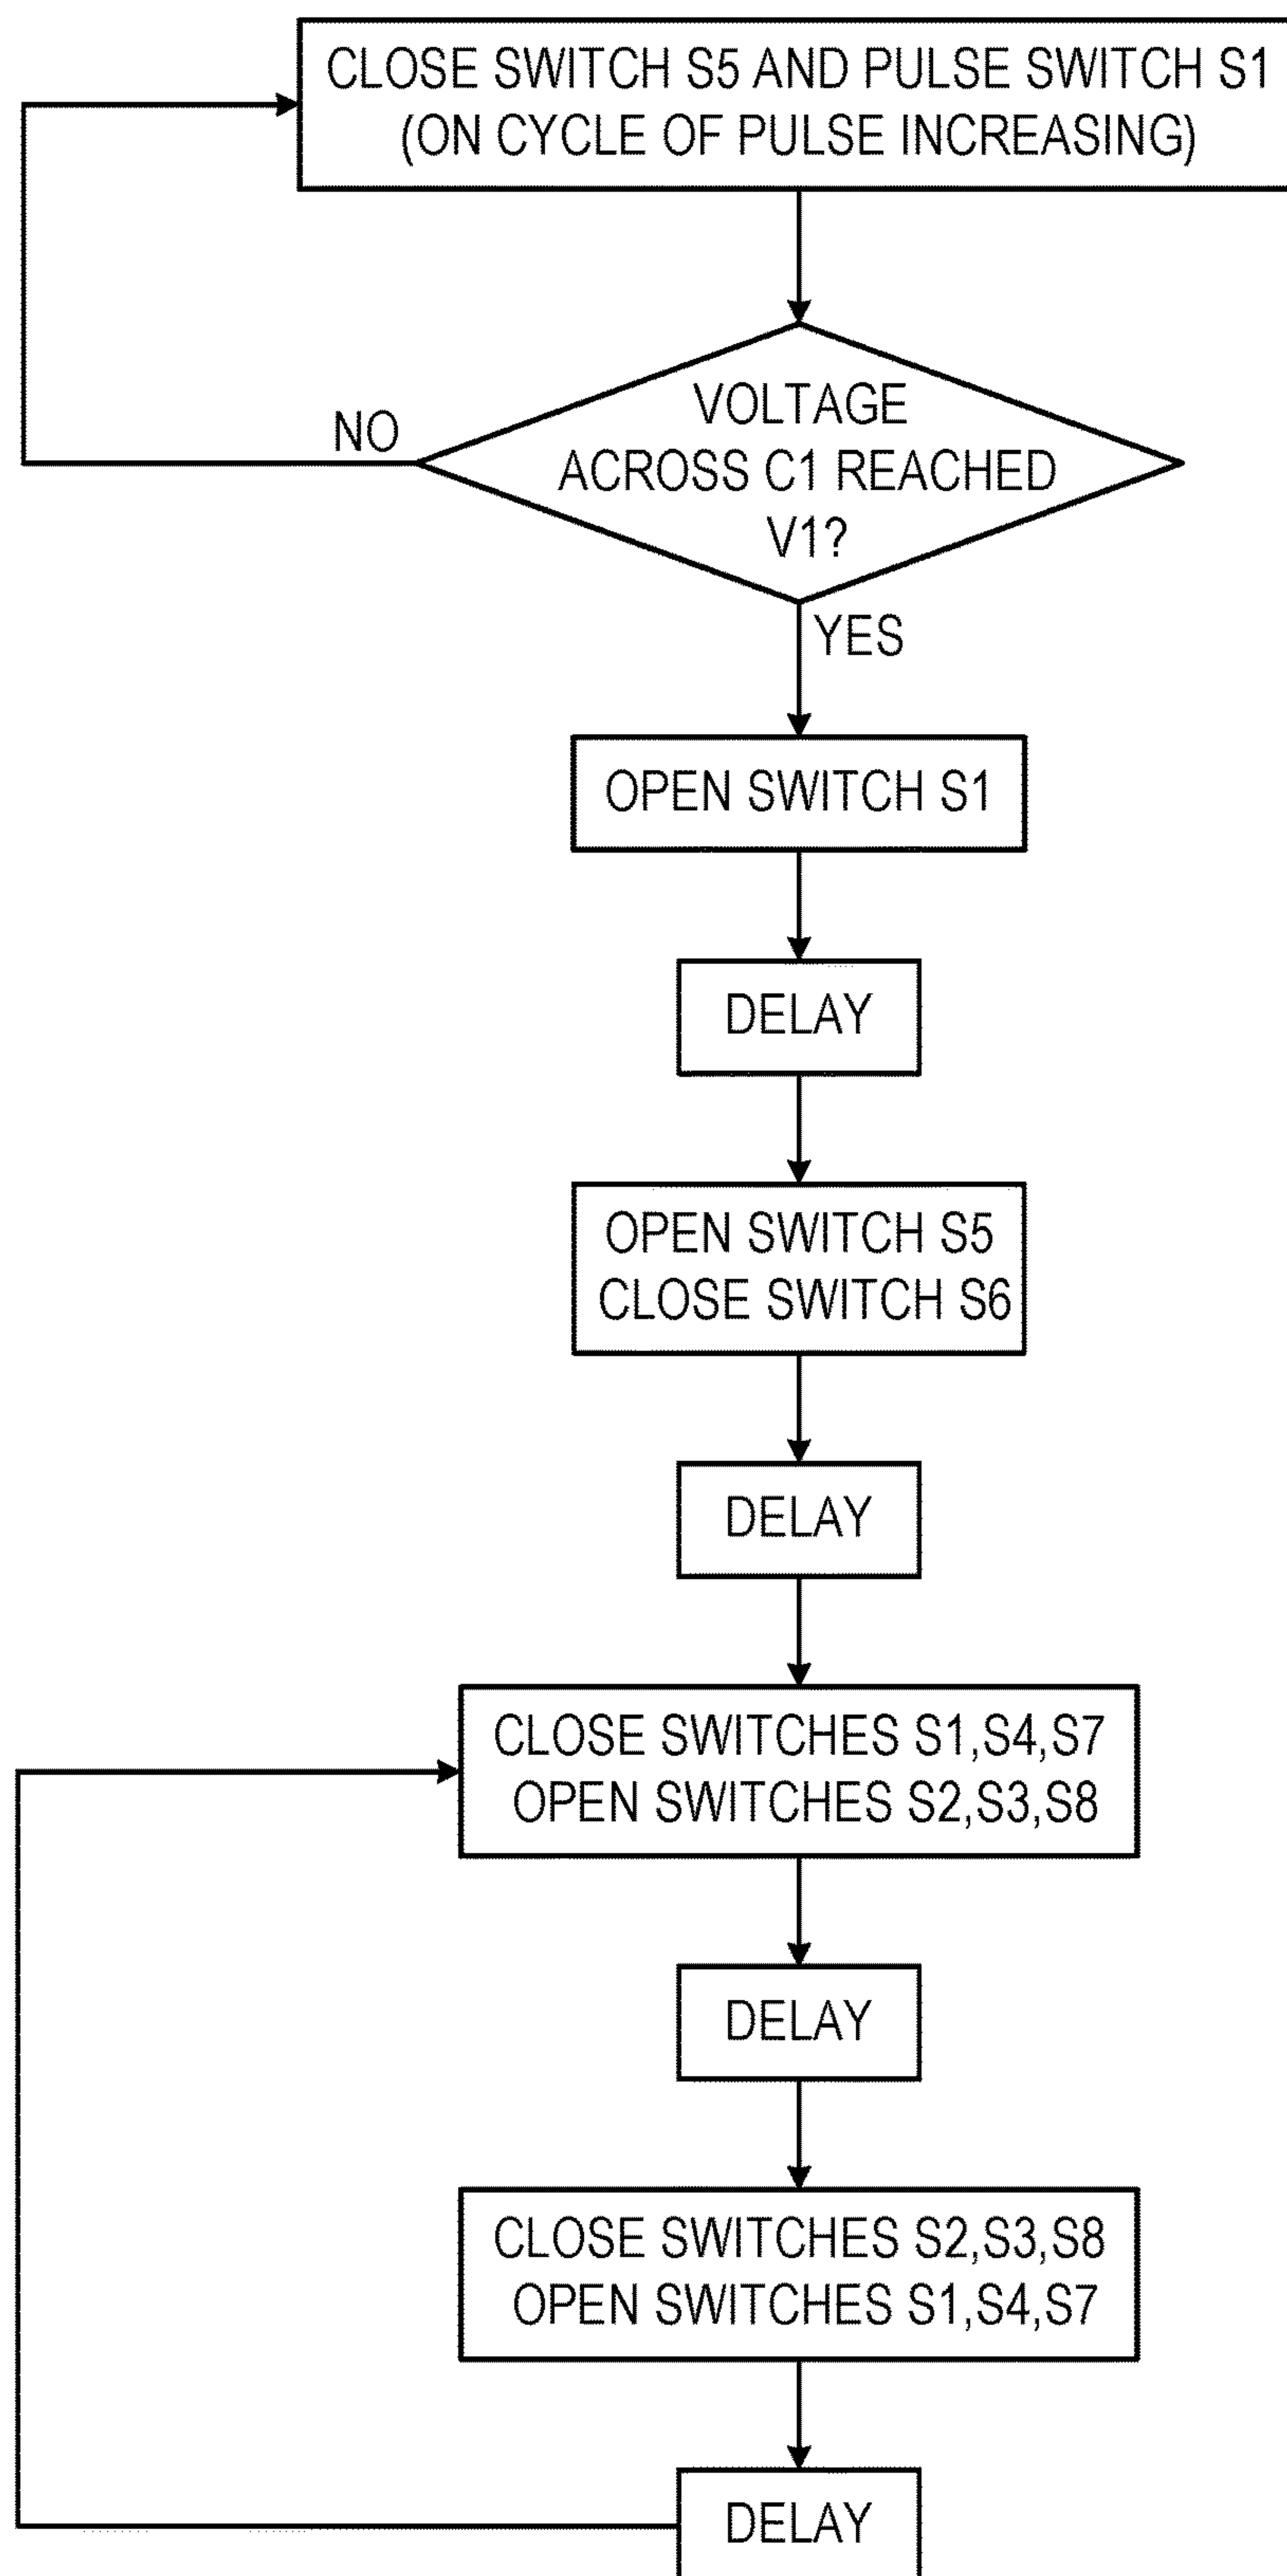 CLOSE SWITCH S5 AND PULSE SWITCH S1
(ON CYCLE OF PULSE INCREASING)
VOLTAGE
ACROSS C1 REACHED
V1?
NO
YES
OPEN SWITCH S1
DELAY
OPEN SWITCH S5
CLOSE SWITCH S6
DELAY
CLOSE SWITCHES S1,S4,S7
OPEN SWITCHES S2,S3,S8
DELAY
CLOSE SWITCHES S2,S3,S8
OPEN SWITCHES S1,S4,S7
DELAY